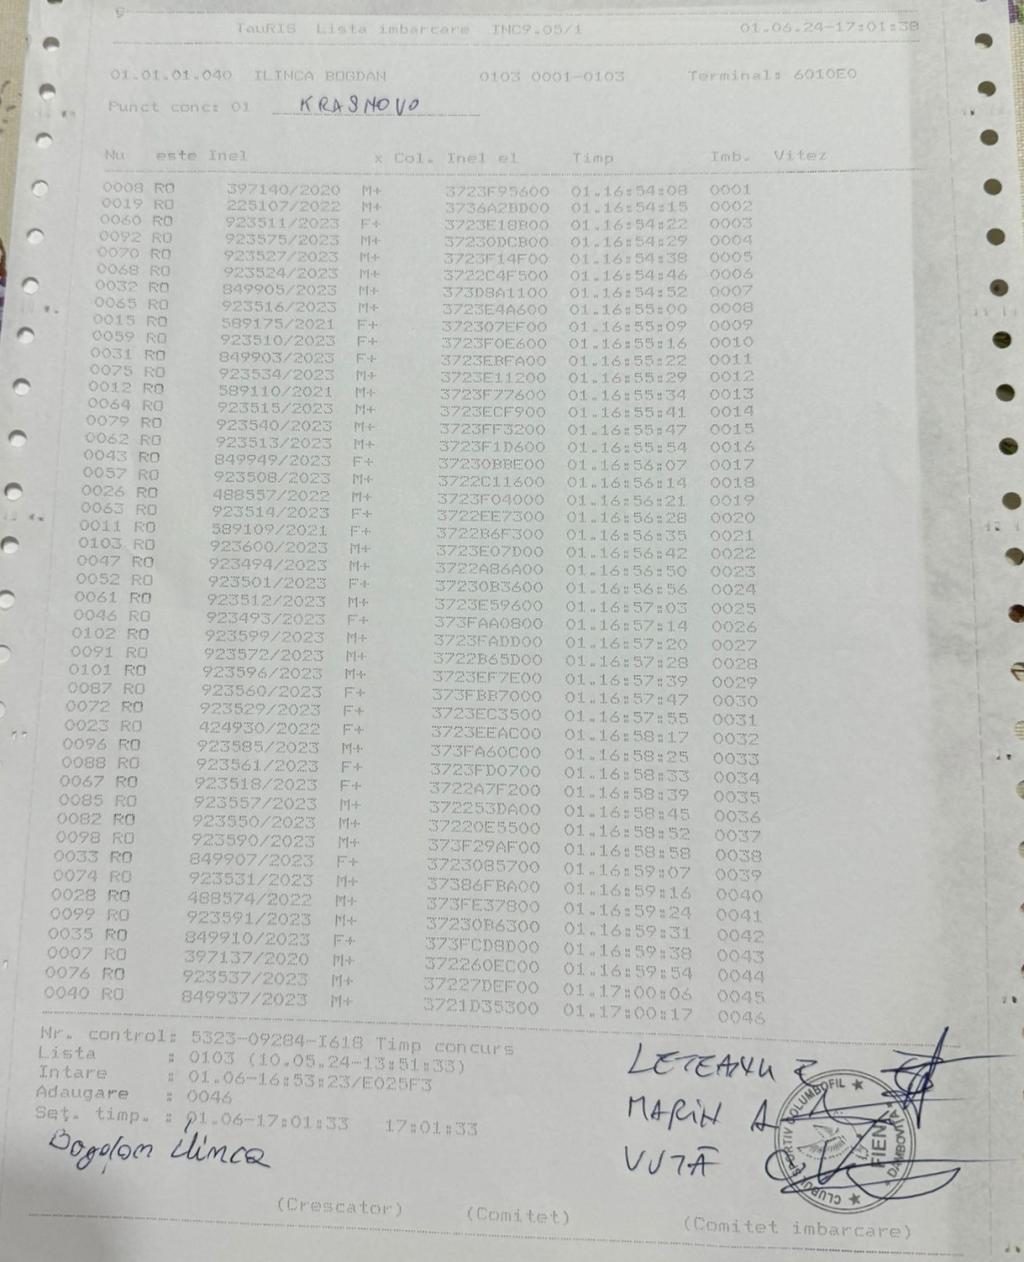 TauRIS Lista imbarcare INC9.05/1 01.06.24-17:01:38
01.01.01.040 ILINCA BOGDAN 0103 0001-0103 Terminal: 6010E0
Punct conc: 01 KRASNOVO
Nu este Inel x Col. Inel el Timp Imb. Vitez
0008 RO 397140/2020 M+ 3723F95600 01.16:54:08 0001
0019 RO 225107/2022 M+ 3736A2BD00 01.16:54:15 0002
0060 RO 923511/2023 F+ 3723E18B00 01.16:54:22 0003
0092 RO 923575/2023 M+ 37230DCB00 01.16:54:29 0004
0070 RO 923527/2023 M+ 3723F14F00 01.16:54:38 0005
0068 RO 923524/2023 M+ 3722C4F500 01.16:54:46 0006
0032 RO 849905/2023 M+ 373D8A1100 01.16:54:52 0007
0065 RO 923516/2023 M+ 3723E4A600 01.16:55:00 0008
0015 RO 589175/2021 F+ 372307EF00 01.16:55:09 0009
0059 RO 923510/2023 F+ 3723F0E600 01.16:55:16 0010
0031 RO 849903/2023 F+ 3723EBFA00 01.16:55:22 0011
0075 RO 923534/2023 M+ 3723E11200 01.16:55:29 0012
0012 RO 589110/2021 M+ 3723F77600 01.16:55:34 0013
0064 RO 923515/2023 M+ 3723ECF900 01.16:55:41 0014
0079 RO 923540/2023 M+ 3723FF3200 01.16:55:47 0015
0062 RO 923513/2023 M+ 3723F1D600 01.16:55:54 0016
0043 RO 849949/2023 F+ 37230BBE00 01.16:56:07 0017
0057 RO 923508/2023 M+ 3722C11600 01.16:56:14 0018
0026 RO 488557/2022 M+ 3723F04000 01.16:56:21 0019
0063 RO 923514/2023 F+ 3722EE7300 01.16:56:28 0020
0011 RO 589109/2021 F+ 3722B6F300 01.16:56:35 0021
0103 RO 923600/2023 M+ 3723E07D00 01.16:56:42 0022
0047 RO 923494/2023 M+ 3722A86A00 01.16:56:50 0023
0052 RO 923501/2023 F+ 37230B3600 01.16:56:56 0024
0061 RO 923512/2023 M+ 3723E59600 01.16:57:03 0025
0046 RO 923493/2023 F+ 373FAA0800 01.16:57:14 0026
0102 RO 923599/2023 M+ 3723FADD00 01.16:57:20 0027
0091 RO 923572/2023 M+ 3722B65D00 01.16:57:28 0028
0101 RO 923596/2023 M+ 3723EF7E00 01.16:57:39 0029
0087 RO 923560/2023 F+ 373FBB7000 01.16:57:47 0030
0072 RO 923529/2023 F+ 3723EC3500 01.16:57:55 0031
0023 RO 424930/2022 F+ 3723EEAC00 01.16:58:17 0032
0096 RO 923585/2023 M+ 373FA60C00 01.16:58:25 0033
0088 RO 923561/2023 F+ 3723FD0700 01.16:58:33 0034
0067 RO 923518/2023 F+ 3722A7F200 01.16:58:39 0035
0085 RO 923557/2023 M+ 372253DA00 01.16:58:45 0036
0082 RO 923550/2023 M+ 37220E5500 01.16:58:52 0037
0098 RO 923590/2023 M+ 373F29AF00 01.16:58:58 0038
0033 RO 849907/2023 F+ 3723085700 01.16:59:07 0039
0074 RO 923531/2023 M+ 37386FBA00 01.16:59:16 0040
0028 RO 488574/2022 M+ 373FE37800 01.16:59:24 0041
0099 RO 923591/2023 M+ 37230B6300 01.16:59:31 0042
0035 RO 849910/2023 F+ 373FCD8D00 01.16:59:38 0043
0007 RO 397137/2020 M+ 372260EC00 01.16:59:54 0044
0076 RO 923537/2023 M+ 37227DEF00 01.17:00:06 0045
0040 RO 849937/2023 M+ 3721D35300 01.17:00:17 0046
Nr. control: 5323-09284-I618 Timp concurs
Lista : 0103 (10.05.24-13:51:33)
Intare : 01.06-16:53:23/E025F3
Adaugare : 0046
Set. timp. : 01.06-17:01:33 17:01:33
Bogdan Ilinca
LETEANU
MARIN A
VUTĂ
CLUBUL SPORTIV COLUMBOFIL
FIENI
DAMBOVITA
(Crescator) (Comitet) (Comitet imbarcare)